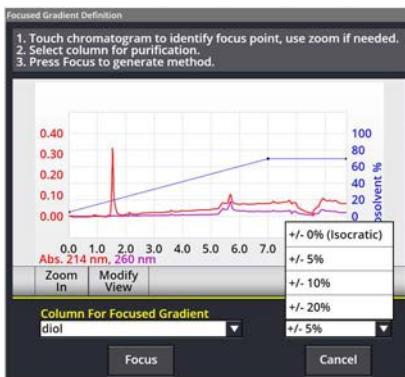 Focused Gradient Definition
1. Touch chromatogram to identify focus point, use zoom if needed.
2. Select column for purification.
3. Press Focus to generate method.
0.40
0.30
0.20
0.10
0.00
100
80
60
40
20
0
bsolvent %
0.0 1.0 2.0 3.0 4.0 5.0 6.0 7.0
Abs. 214 nm, 260 nm
Zoom In
Modify View
+/- 0% (Isocratic)
+/- 5%
+/- 10%
+/- 20%
Column For Focused Gradient
diol
+/- 5%
Focus
Cancel